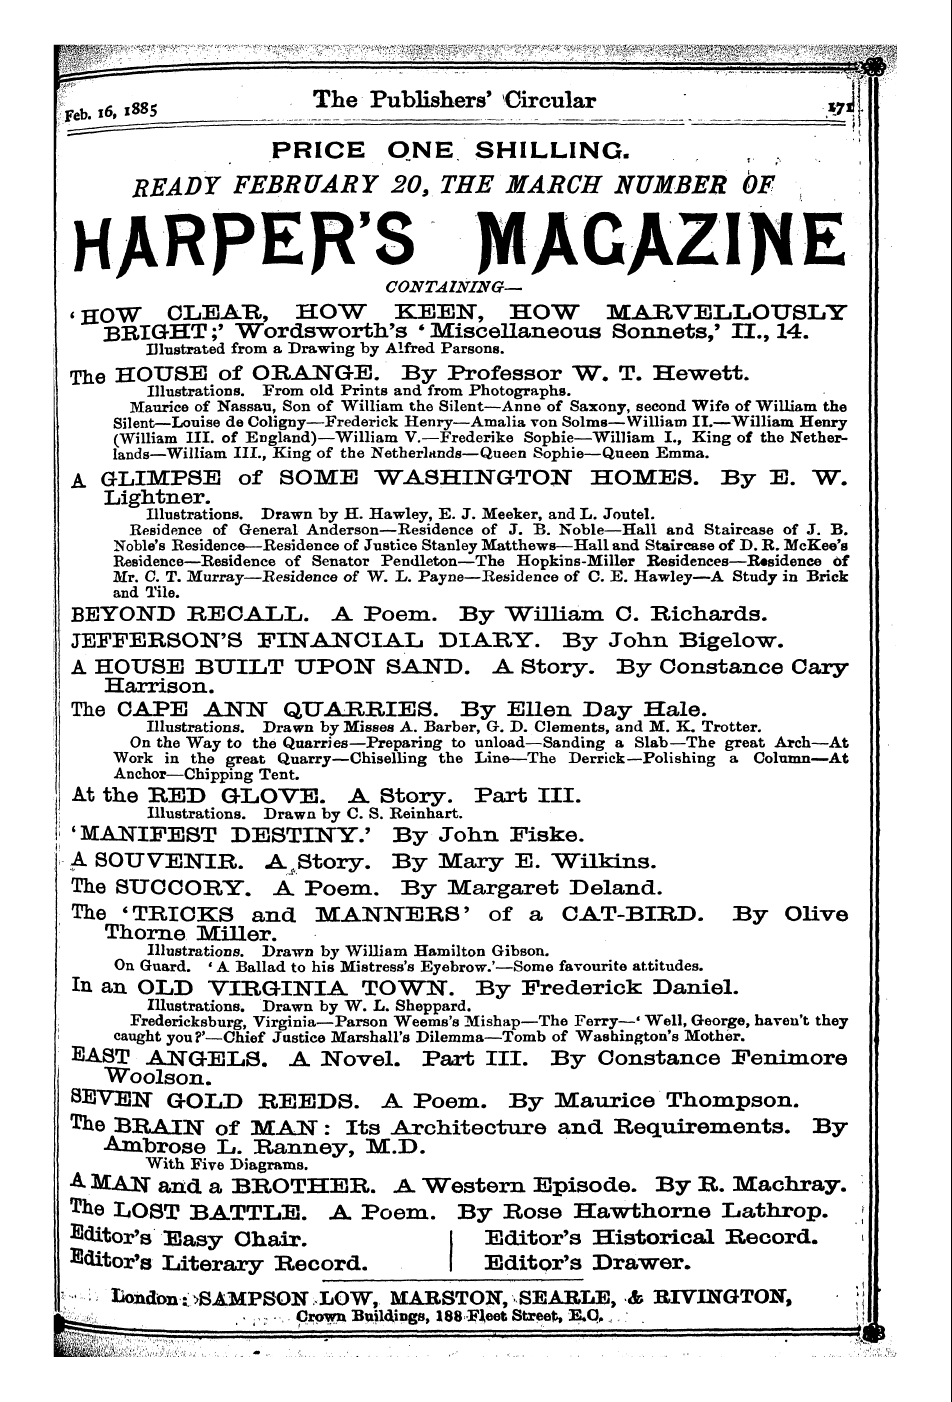 Feb. 16, 1885 The Publishers' Circular 171
PRICE ONE SHILLING.
READY FEBRUARY 20, THE MARCH NUMBER OF
HARPER'S MAGAZINE
CONTAINING—
'HOW CLEAR, HOW KEEN, HOW MARVELLOUSLY
BRIGHT;' Wordsworth's 'Miscellaneous Sonnets,' II., 14.
Illustrated from a Drawing by Alfred Parsons.
The HOUSE of ORANGE. By Professor W. T. Hewett.
Illustrations. From old Prints and from Photographs.
Maurice of Nassau, Son of William the Silent—Anne of Saxony, second Wife of William the
Silent—Louise de Coligny—Frederick Henry—Amalia von Solms—William II.—William Henry
(William III. of England)—William V.—Frederike Sophie—William I., King of the Nether-
lands—William III., King of the Netherlands—Queen Sophie—Queen Emma.
A GLIMPSE of SOME WASHINGTON HOMES. By E. W.
Lightner.
Illustrations. Drawn by H. Hawley, E. J. Meeker, and L. Joutel.
Residence of General Anderson—Residence of J. B. Noble—Hall and Staircase of J. B.
Noble's Residence—Residence of Justice Stanley Matthews—Hall and Staircase of D. R. McKee's
Residence—Residence of Senator Pendleton—The Hopkins-Miller Residences—Residence of
Mr. C. T. Murray—Residence of W. L. Payne—Residence of C. E. Hawley—A Study in Brick
and Tile.
BEYOND RECALL. A Poem. By William C. Richards.
JEFFERSON'S FINANCIAL DIARY. By John Bigelow.
A HOUSE BUILT UPON SAND. A Story. By Constance Cary
Harrison.
The CAPE ANN QUARRIES. By Ellen Day Hale.
Illustrations. Drawn by Misses A. Barber, G. D. Clements, and M. K. Trotter.
On the Way to the Quarries—Preparing to unload—Sanding a Slab—The great Arch—At
Work in the great Quarry—Chiselling the Line—The Derrick—Polishing a Column—At
Anchor—Chipping Tent.
At the RED GLOVE. A Story. Part III.
Illustrations. Drawn by C. S. Reinhart.
'MANIFEST DESTINY.' By John Fiske.
A SOUVENIR. A Story. By Mary E. Wilkins.
The SUCCORY. A Poem. By Margaret Deland.
The 'TRICKS and MANNERS' of a CAT-BIRD. By Olive
Thorne Miller.
Illustrations. Drawn by William Hamilton Gibson.
On Guard. 'A Ballad to his Mistress's Eyebrow.'—Some favourite attitudes.
In an OLD VIRGINIA TOWN. By Frederick Daniel.
Illustrations. Drawn by W. L. Sheppard.
Fredericksburg, Virginia—Parson Weems's Mishap—The Ferry—'Well, George, haven't they
caught you?'—Chief Justice Marshall's Dilemma—Tomb of Washington's Mother.
EAST ANGELS. A Novel. Part III. By Constance Fenimore
Woolson.
SEVEN GOLD REEDS. A Poem. By Maurice Thompson.
The BRAIN of MAN: Its Architecture and Requirements. By
Ambrose L. Ranney, M.D.
With Five Diagrams.
A MAN and a BROTHER. A Western Episode. By R. Machray.
The LOST BATTLE. A Poem. By Rose Hawthorne Lathrop.
Editor's Easy Chair. Editor's Historical Record.
Editor's Literary Record. Editor's Drawer.
London: SAMPSON LOW, MARSTON, SEARLE, & RIVINGTON,
Crown Buildings, 188 Fleet Street, E.C.